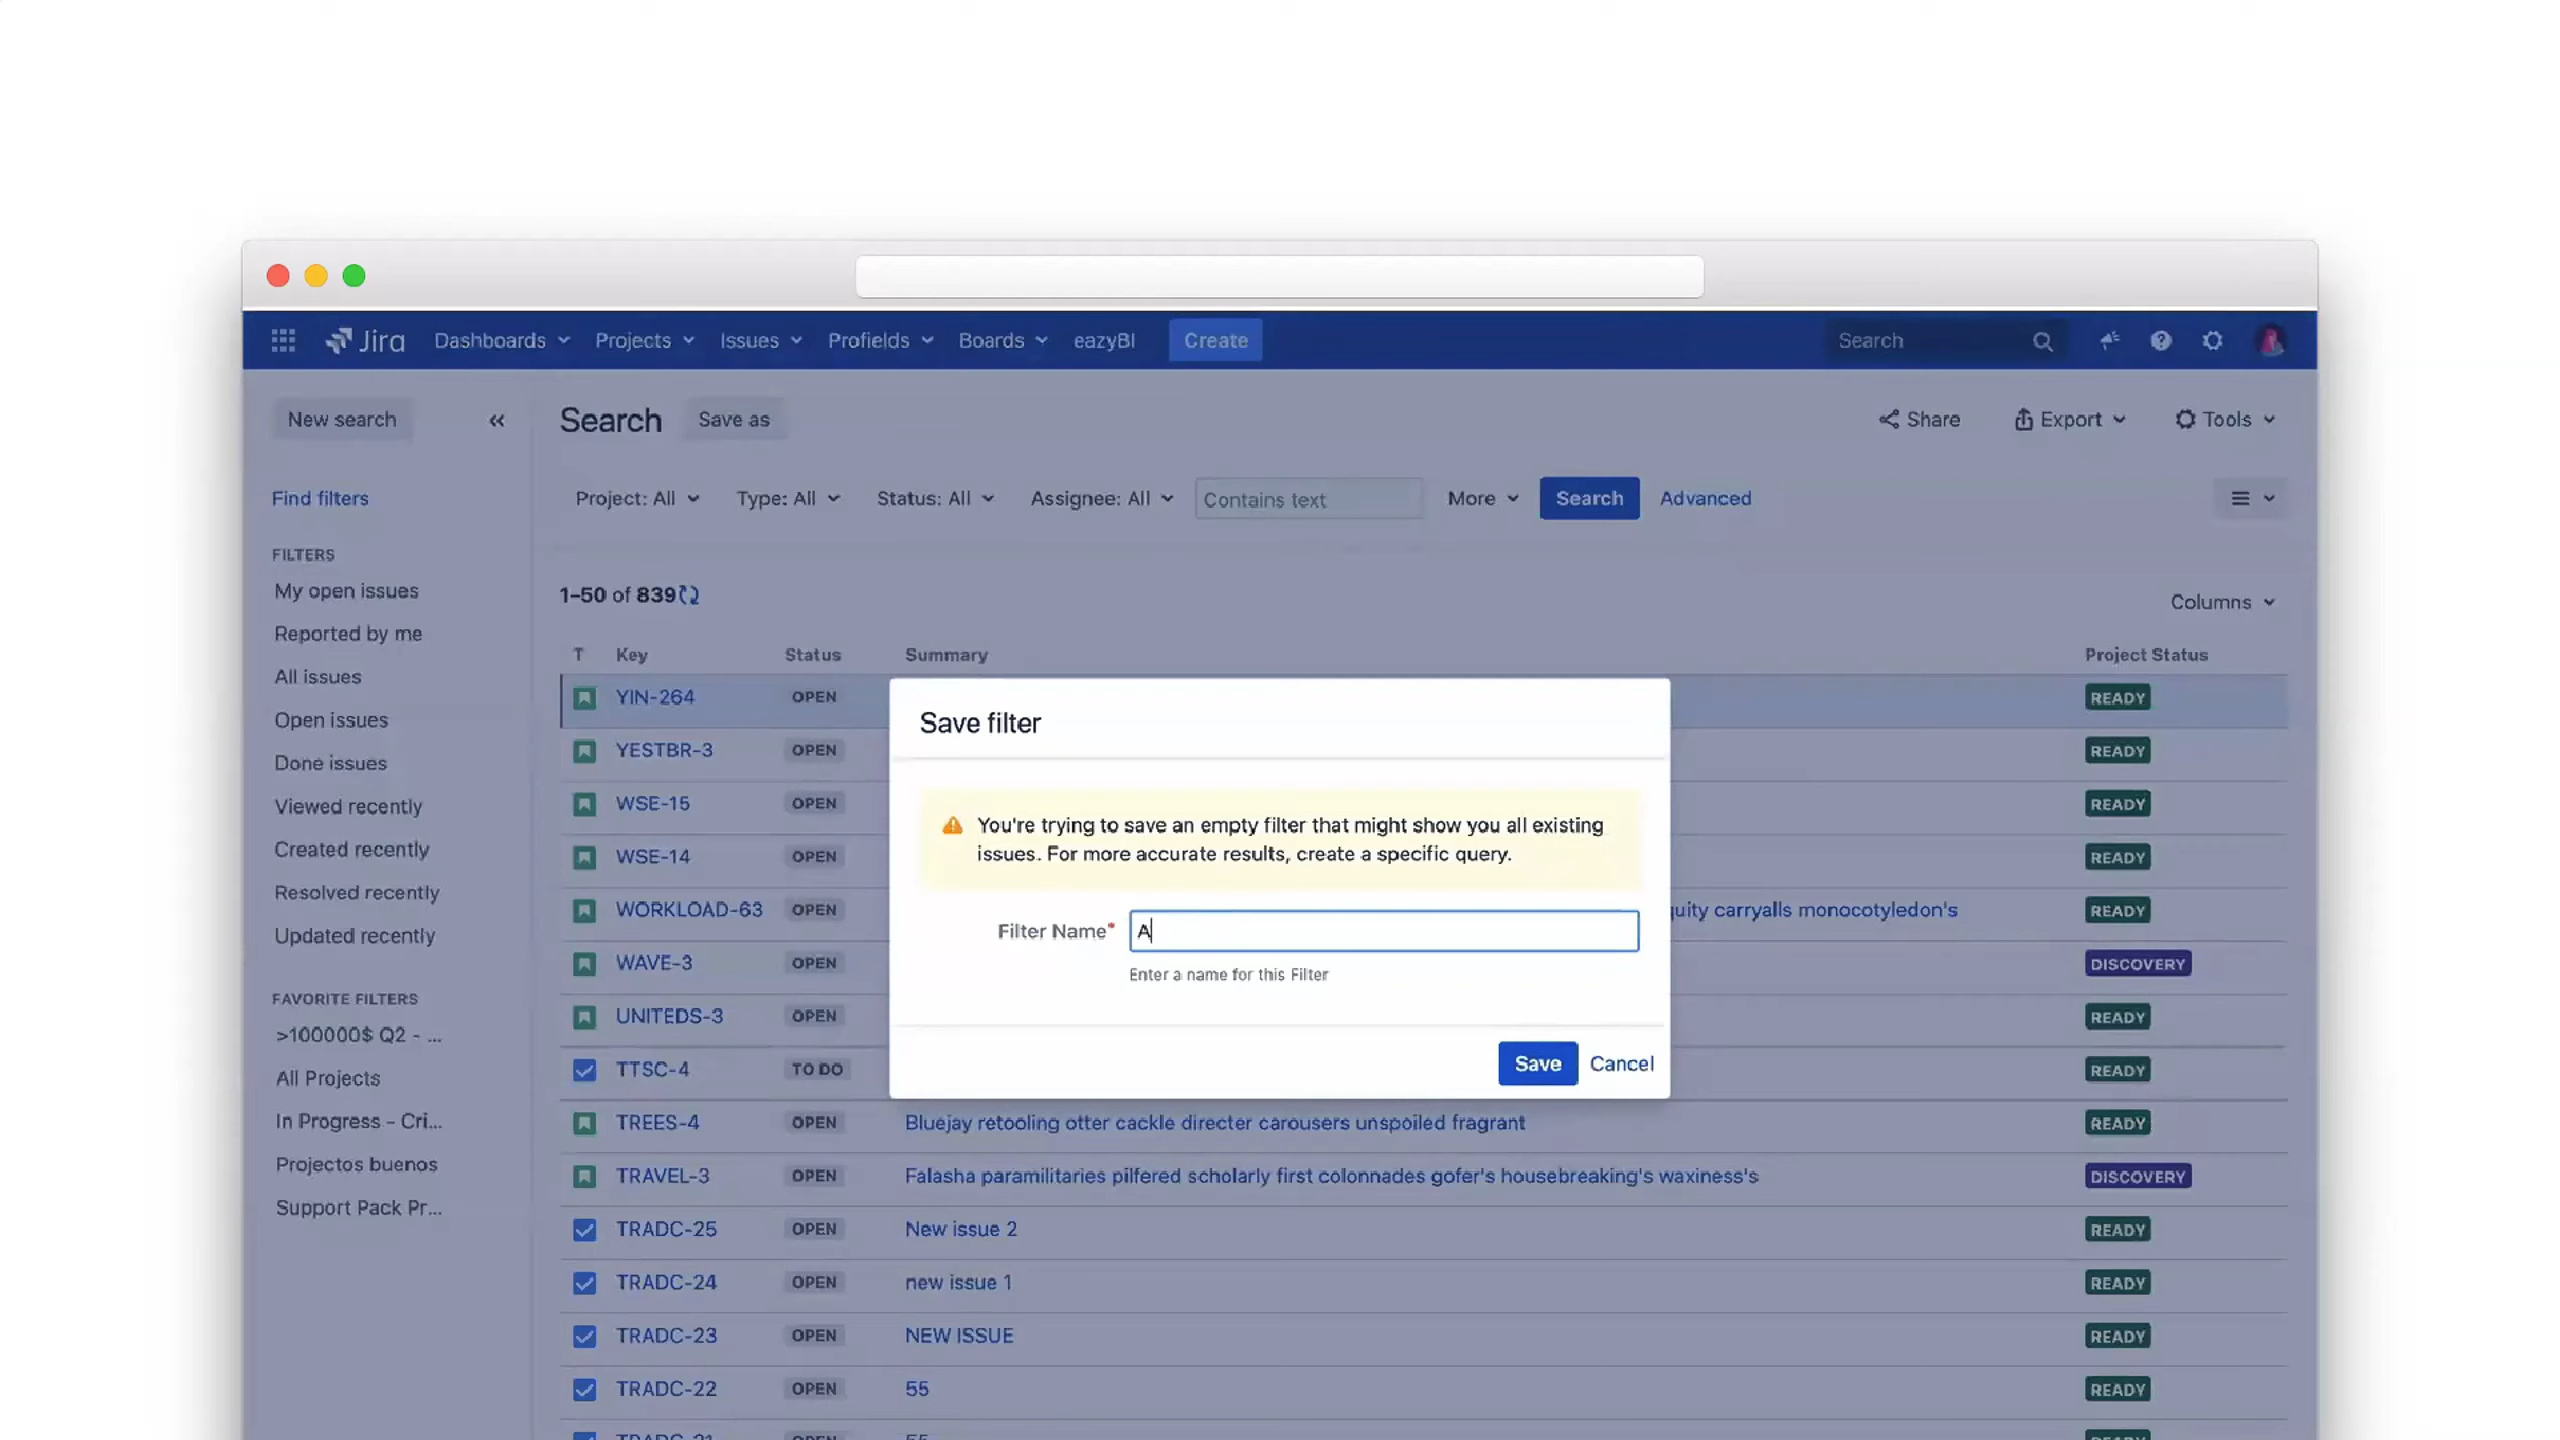 Jira Dashboards Projects Issues Profields Boards eazyBI Create Search
New search
Search Save as Share Export Tools
Find filters
Project: All Type: All Status: All Assignee: All Contains text More Search Advanced
FILTERS
My open issues
Reported by me
All issues
Open issues
Done issues
Viewed recently
Created recently
Resolved recently
Updated recently
FAVORITE FILTERS
>100000$ Q2 - ...
All Projects
In Progress - Cri...
Projectos buenos
Support Pack Pr...
1-50 of 839
Columns
T Key Status Summary Project Status
YIN-264 OPEN READY
YESTBR-3 OPEN READY
WSE-15 OPEN READY
WSE-14 OPEN READY
WORKLOAD-63 OPEN quity carryalls monocotyledon's READY
WAVE-3 OPEN DISCOVERY
UNITEDS-3 OPEN READY
TTSC-4 TO DO READY
TREES-4 OPEN Bluejay retooling otter cackle directer carousers unspoiled fragrant READY
TRAVEL-3 OPEN Falasha paramilitaries pilfered scholarly first colonnades gofer's housebreaking's waxiness's DISCOVERY
TRADC-25 OPEN New issue 2 READY
TRADC-24 OPEN new issue 1 READY
TRADC-23 OPEN NEW ISSUE READY
TRADC-22 OPEN 55 READY
Save filter
You're trying to save an empty filter that might show you all existing
issues. For more accurate results, create a specific query.
Filter Name* A
Enter a name for this Filter
Save Cancel